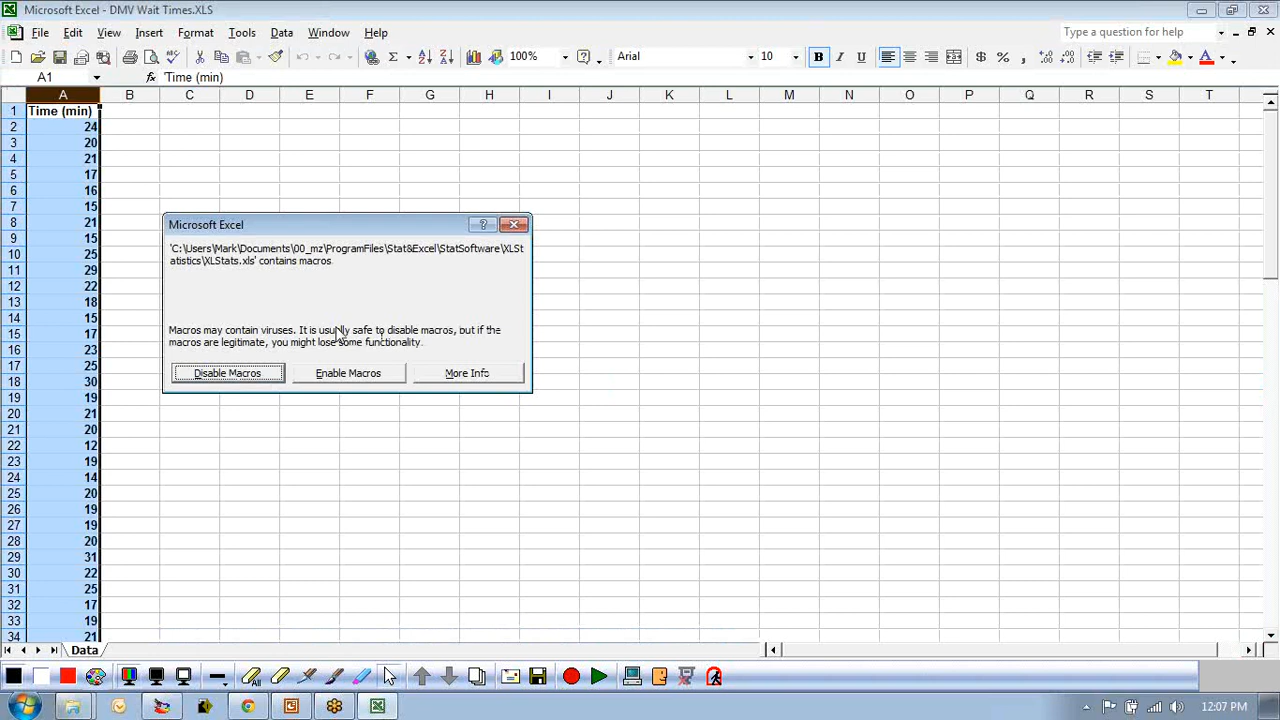 Microsoft Excel - DMV Wait Times.XLS
File Edit View Insert Format Tools Data Window Help
Type a question for help
100%
Arial
10
A1
Time (min)
A B C D E F G H I J K L M N O P Q R S T
1 Time (min)
2 24
3 20
4 21
5 17
6 16
7 15
8 21
9 15
10 25
11 29
12 22
13 18
14 15
15 17
16 23
17 25
18 30
19 19
20 21
21 20
22 12
23 19
24 14
25 20
26 19
27 19
28 20
29 31
30 22
31 25
32 17
33 19
34 21
Microsoft Excel
'C:\Users\Mark\Documents\00_mz\ProgramFiles\Stat&Excel\StatSoftware\XLSt
atistics\XLStats.xls' contains macros.
Macros may contain viruses. It is usually safe to disable macros, but if the
macros are legitimate, you might lose some functionality.
Disable Macros
Enable Macros
More Info
Data
All
12:07 PM